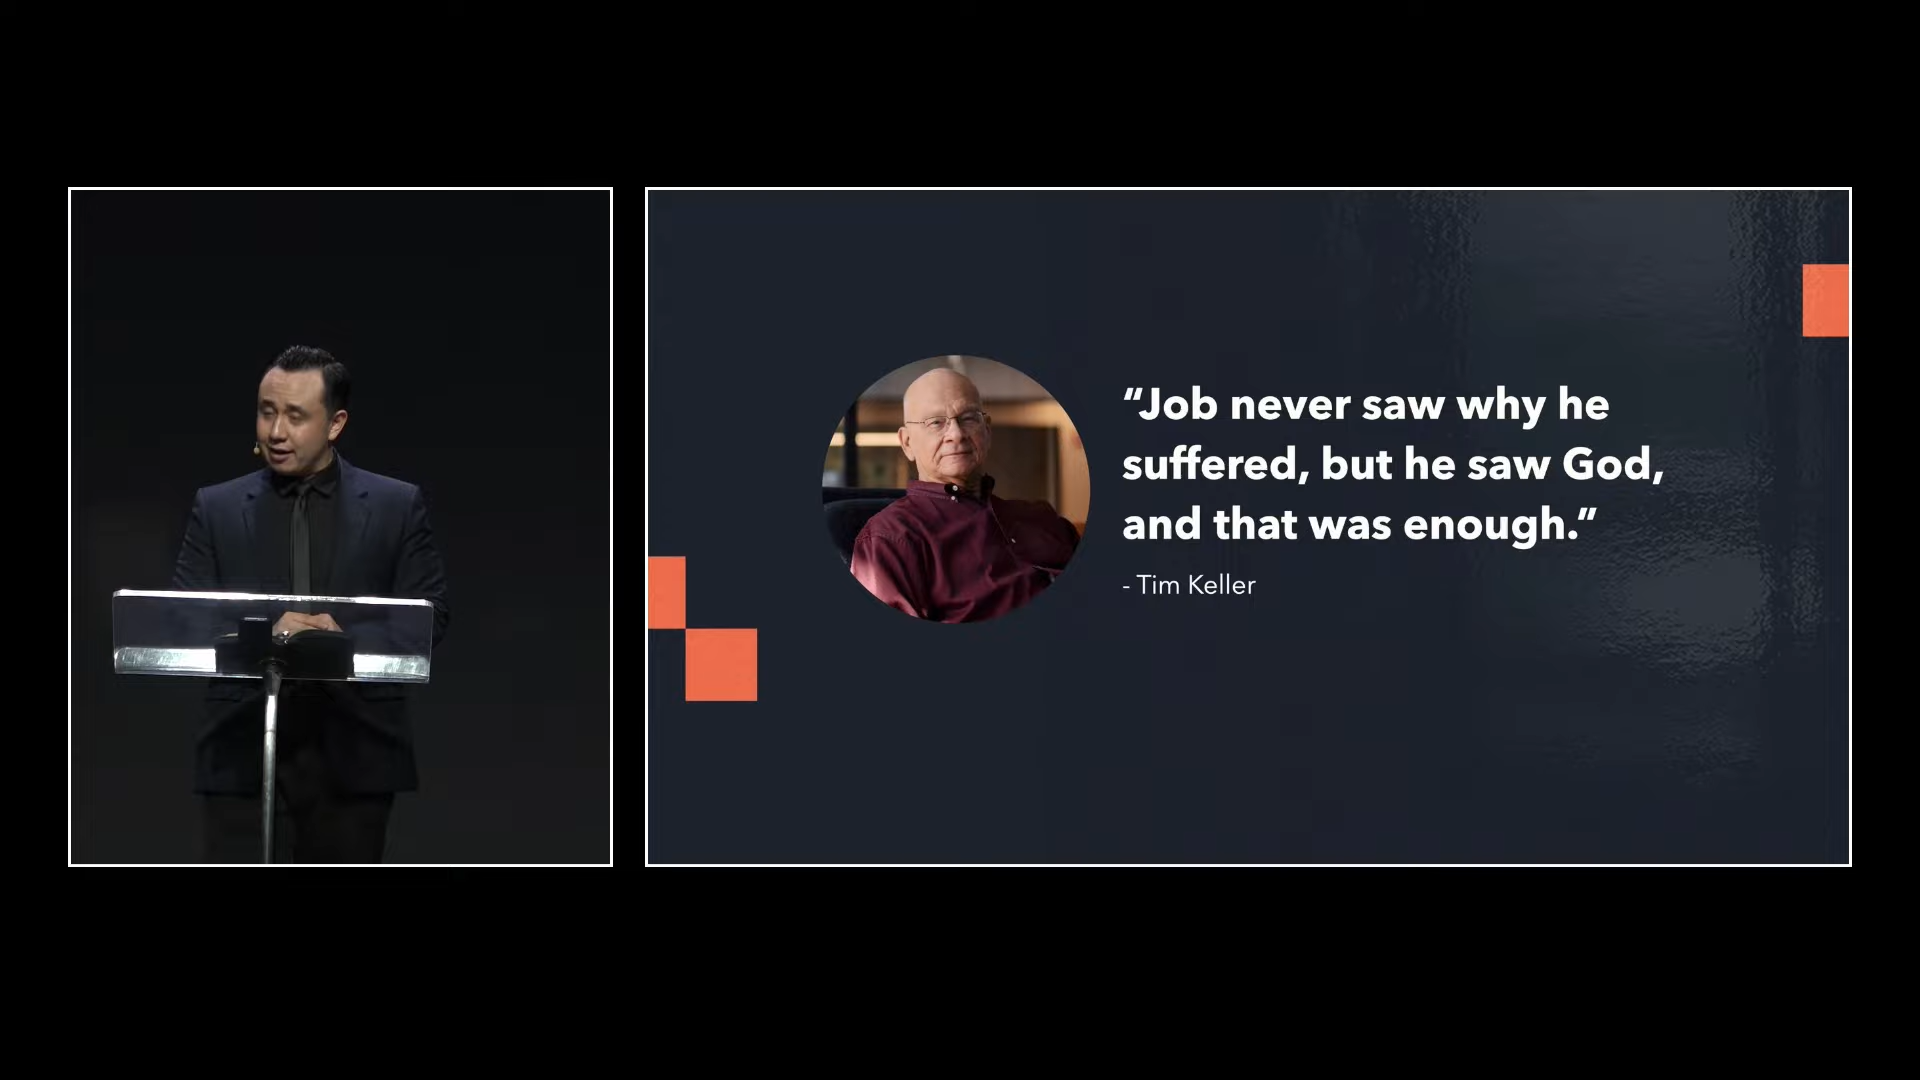 “Job never saw why he
suffered, but he saw God,
and that was enough.”
- Tim Keller